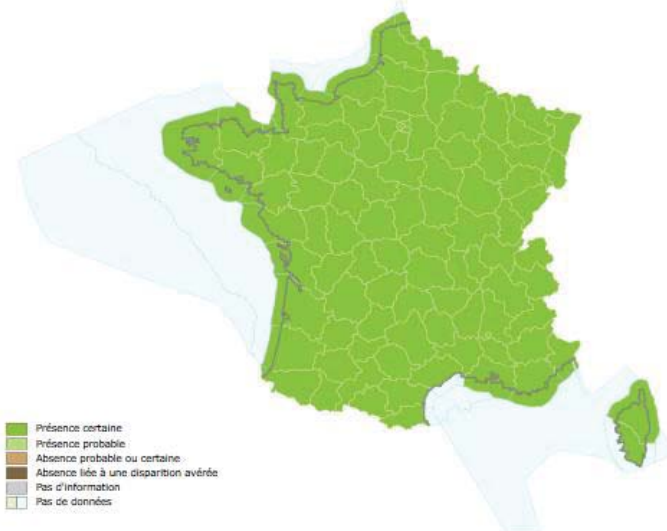 Présence certaine
Présence probable
Absence probable ou certaine
Absence liée à une disparition avérée
Pas d'information
Pas de données